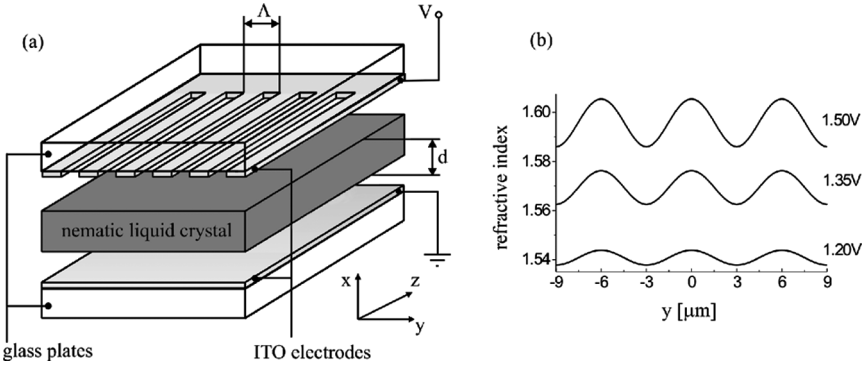 (a)
Λ
V
d
nematic liquid crystal
x
z
y
glass plates
ITO electrodes
(b)
refractive index
1.60
1.58
1.56
1.54
1.50V
1.35V
1.20V
-9 -6 -3 0 3 6 9
y [μm]